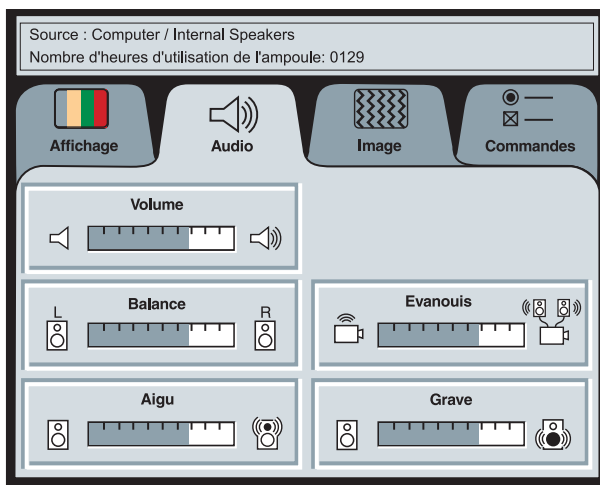 Source : Computer / Internal Speakers
Nombre d'heures d'utilisation de l'ampoule: 0129
Affichage
Audio
Image
Commandes
Volume
L
Balance
R
Evanouis
Aigu
Grave